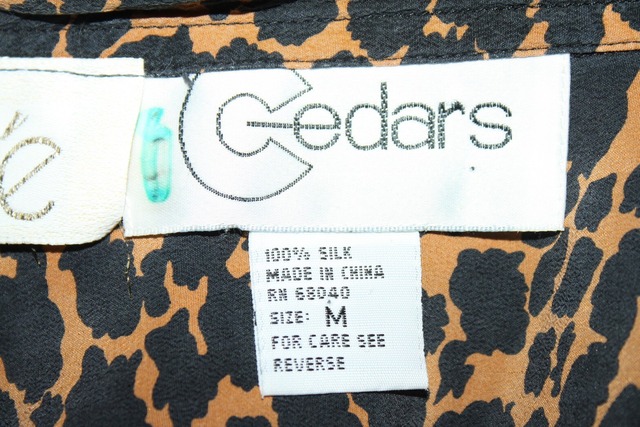 Cedars
100% SILK
MADE IN CHINA
RN 68040
SIZE: M
FOR CARE SEE
REVERSE